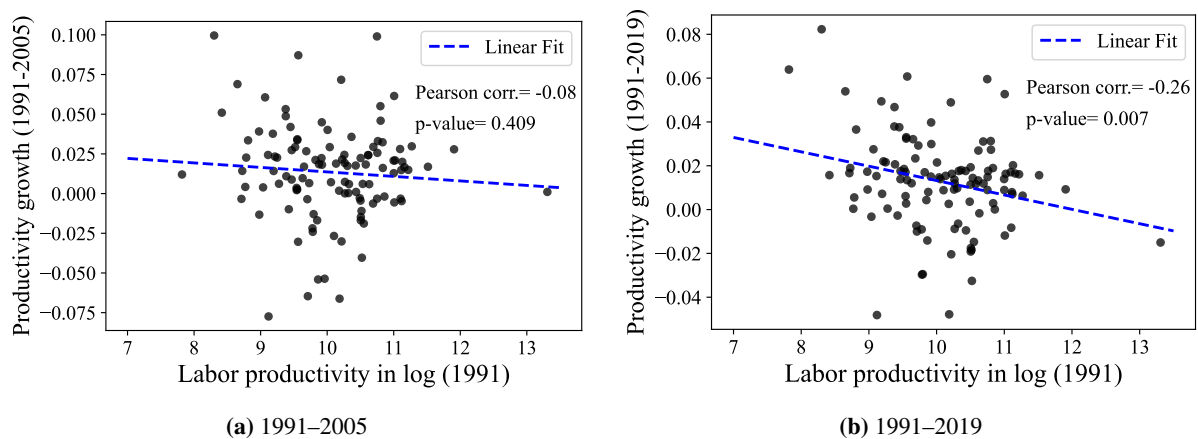 Productivity growth (1991-2005)
0.100
0.075
0.050
0.025
0.000
−0.025
−0.050
−0.075
Linear Fit
Pearson corr.= -0.08
p-value= 0.409
7 8 9 10 11 12 13
Labor productivity in log (1991)
(a) 1991–2005
Productivity growth (1991-2019)
0.08
0.06
0.04
0.02
0.00
−0.02
−0.04
Linear Fit
Pearson corr.= -0.26
p-value= 0.007
7 8 9 10 11 12 13
Labor productivity in log (1991)
(b) 1991–2019